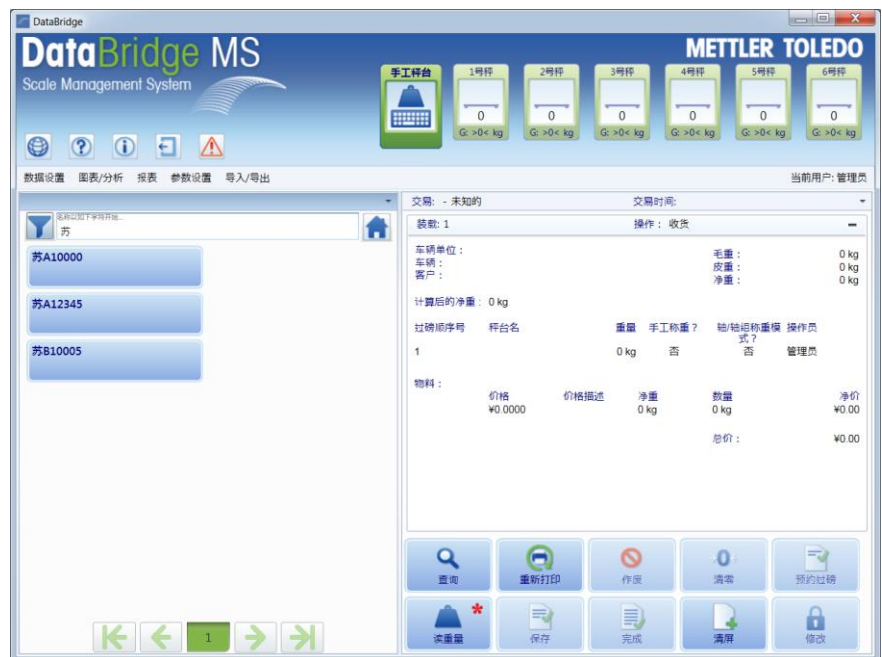 DataBridge
DataBridge MS
Scale Management System
METTLER TOLEDO
手工秤台 1号秤 2号秤 3号秤 4号秤 5号秤 6号秤
0 0 0 0 0 0
G: >0< kg G: >0< kg G: >0< kg G: >0< kg G: >0< kg G: >0< kg
数据设置 图表/分析 报表 参数设置 导入/导出 当前用户: 管理员
名称以如下字符开始...
苏
苏A10000
苏A12345
苏B10005
1
交易: - 未知的 交易时间:
装载: 1 操作: 收货
车辆单位: 毛重: 0 kg
车辆: 皮重: 0 kg
客户: 净重: 0 kg
计算后的净重: 0 kg
过磅顺序号 秤台名 重量 手工称重? 轴/轴组称重模式? 操作员
1 0 kg 否 否 管理员
物料:
价格 价格描述 净重 数量 净价
¥0.0000 0 kg 0 kg ¥0.00
总价: ¥0.00
0
查询 重新打印 作废 清零 预约过磅
*
读重量 保存 完成 清屏 修改